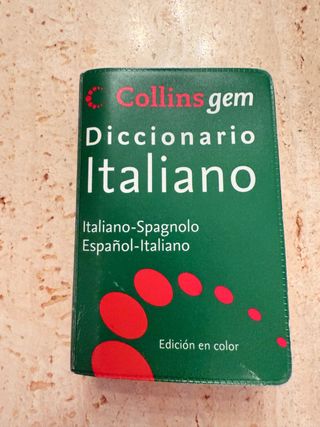 Collins gem
Diccionario
Italiano
Italiano-Spagnolo
Español-Italiano
Edición en color